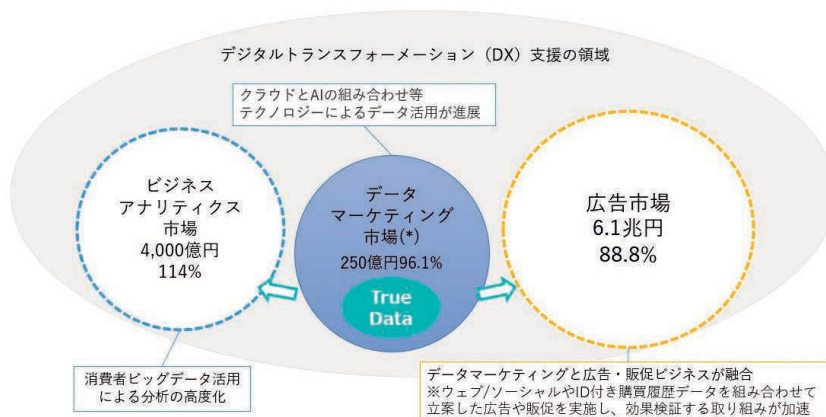 デジタルトランスフォーメーション（DX）支援の領域
クラウドとAIの組み合わせ等
テクノロジーによるデータ活用が進展
ビジネス
アナリティクス
市場
4,000億円
114%
データ
マーケティング
市場(*)
250億円96.1%
True
Data
広告市場
6.1兆円
88.8%
消費者ビッグデータ活用
による分析の高度化
データマーケティングと広告・販促ビジネスが融合
※ウェブ/ソーシャルやID付き購買履歴データを組み合わせて
立案した広告や販促を実施し、効果検証する取り組みが加速